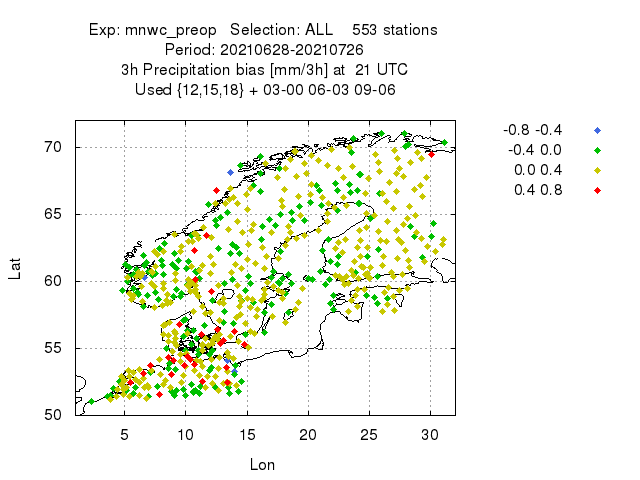 Exp: mnwc_preop   Selection: ALL    553 stations
Period: 20210628-20210726
3h Precipitation bias [mm/3h] at  21 UTC
Used {12,15,18} + 03-00 06-03 09-06
-0.8 -0.4
-0.4 0.0
0.0 0.4
0.4 0.8
70
65
60
55
50
Lat
5 10 15 20 25 30
Lon